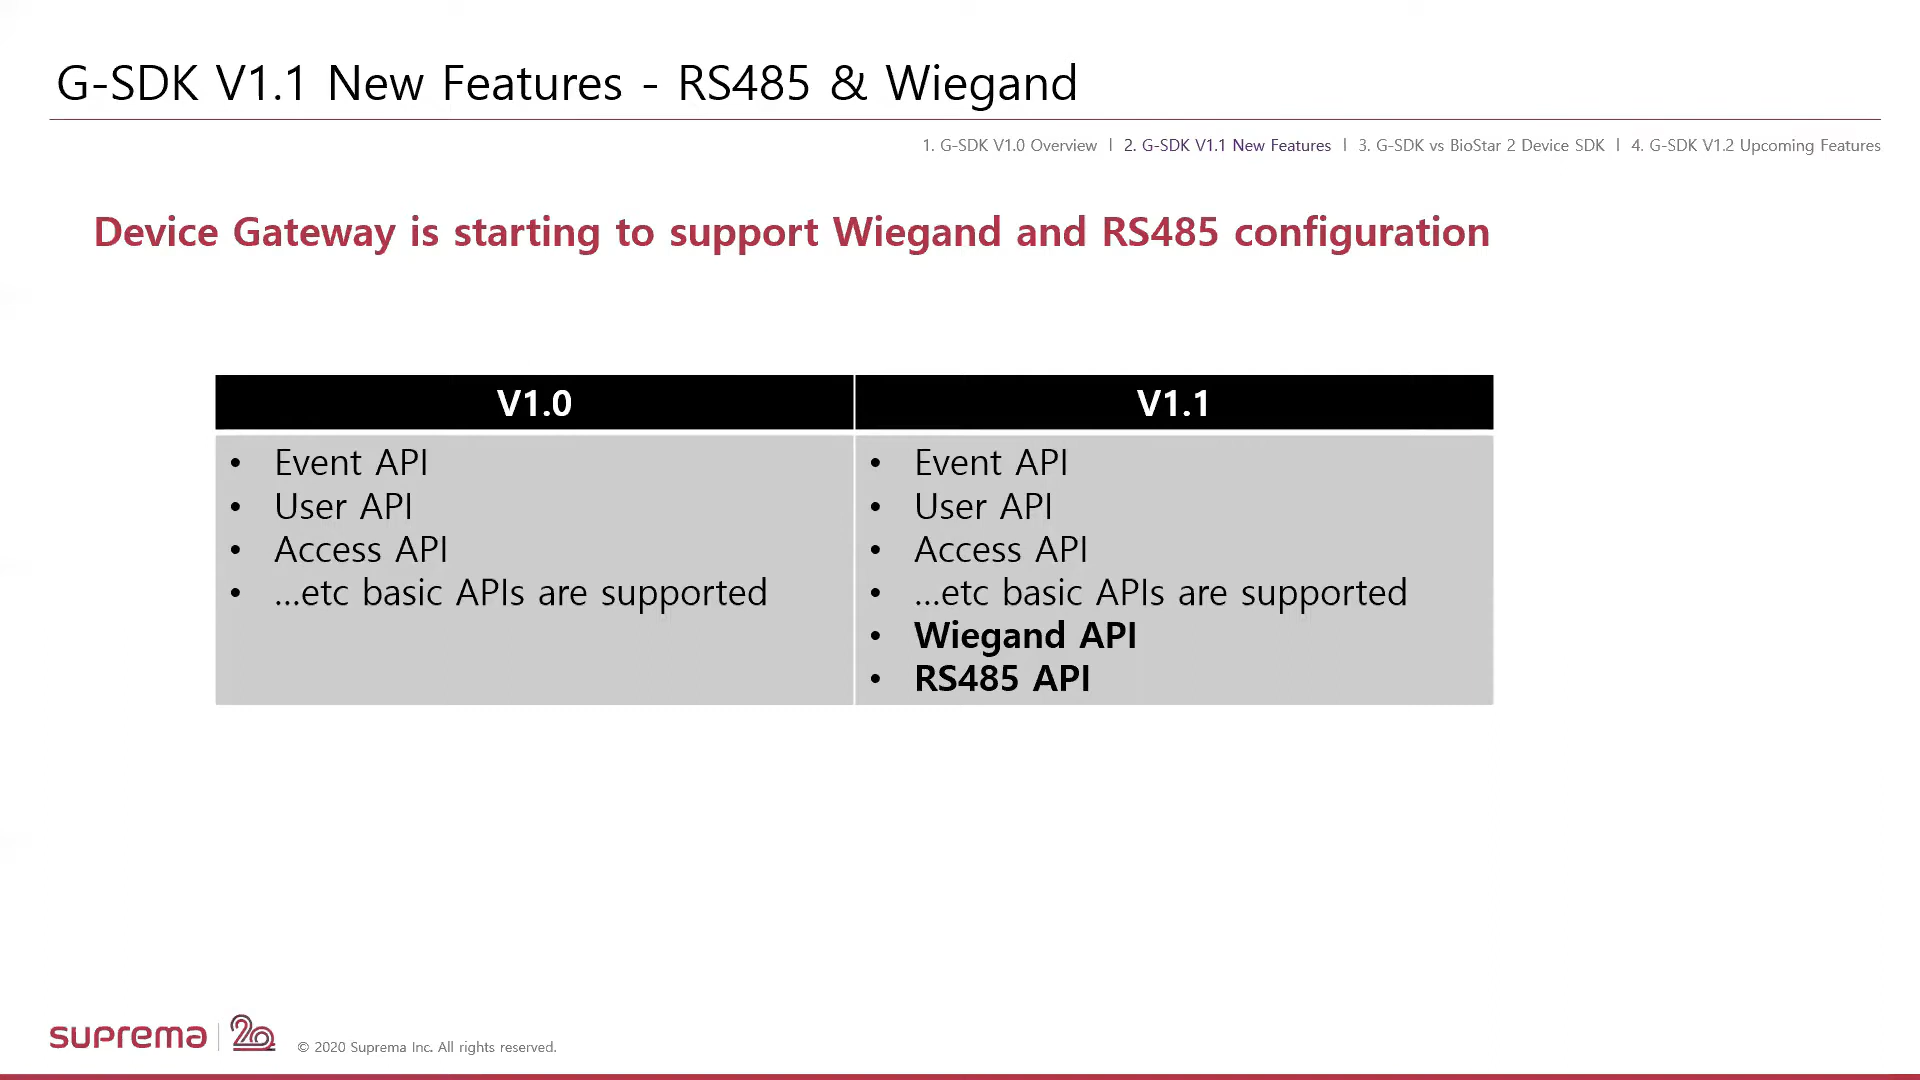 G-SDK V1.1 New Features - RS485 & Wiegand
1. G-SDK V1.0 Overview | 2. G-SDK V1.1 New Features | 3. G-SDK vs BioStar 2 Device SDK | 4. G-SDK V1.2 Upcoming Features
Device Gateway is starting to support Wiegand and RS485 configuration
V1.0
• Event API
• User API
• Access API
• ...etc basic APIs are supported
V1.1
• Event API
• User API
• Access API
• ...etc basic APIs are supported
• Wiegand API
• RS485 API
suprema | 20
© 2020 Suprema Inc. All rights reserved.